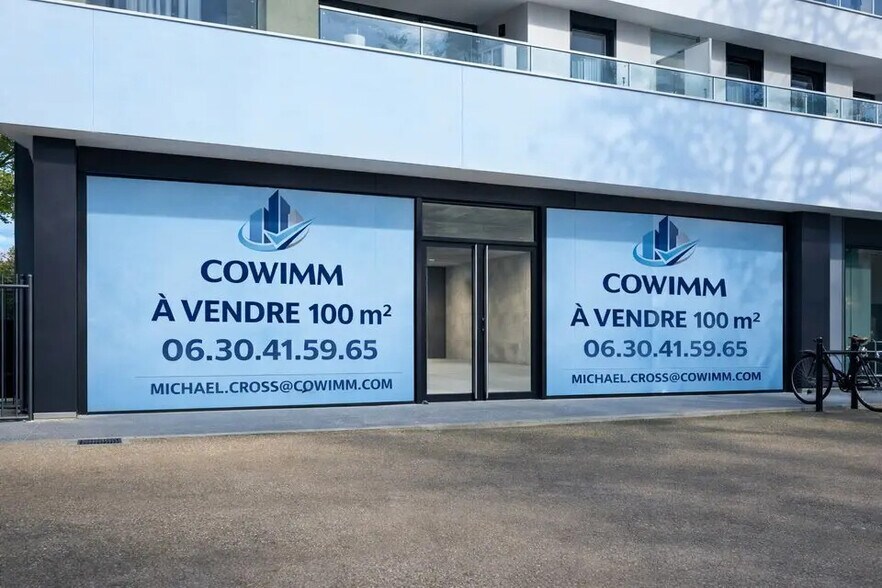 COWIMM
À VENDRE 100 m²
06.30.41.59.65
MICHAEL.CROSS@COWIMM.COM
COWIMM
À VENDRE 100 m²
06.30.41.59.65
MICHAEL.CROSS@COWIMM.COM